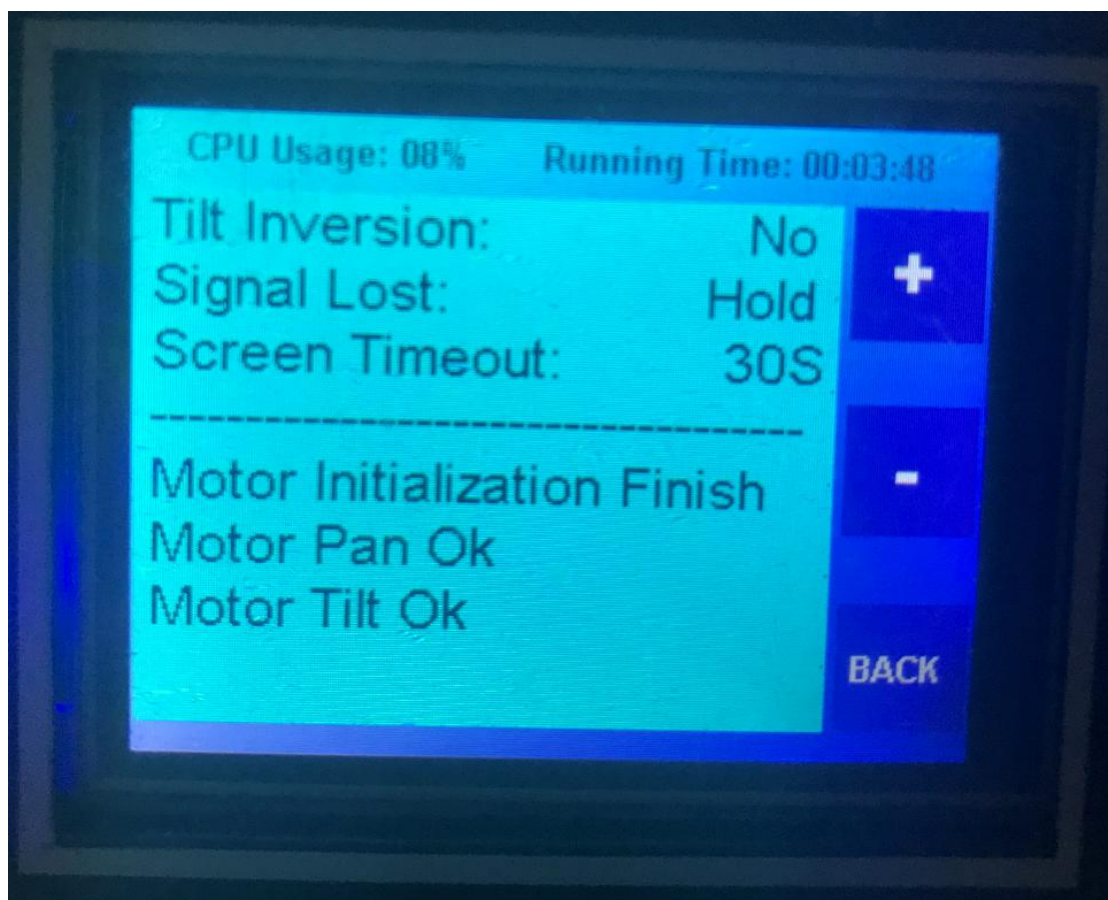 CPU Usage: 08% Running Time: 00:03:48
Tilt Inversion: No
Signal Lost: Hold
Screen Timeout: 30S
------------------------------------
Motor Initialization Finish
Motor Pan Ok
Motor Tilt Ok
+
-
BACK